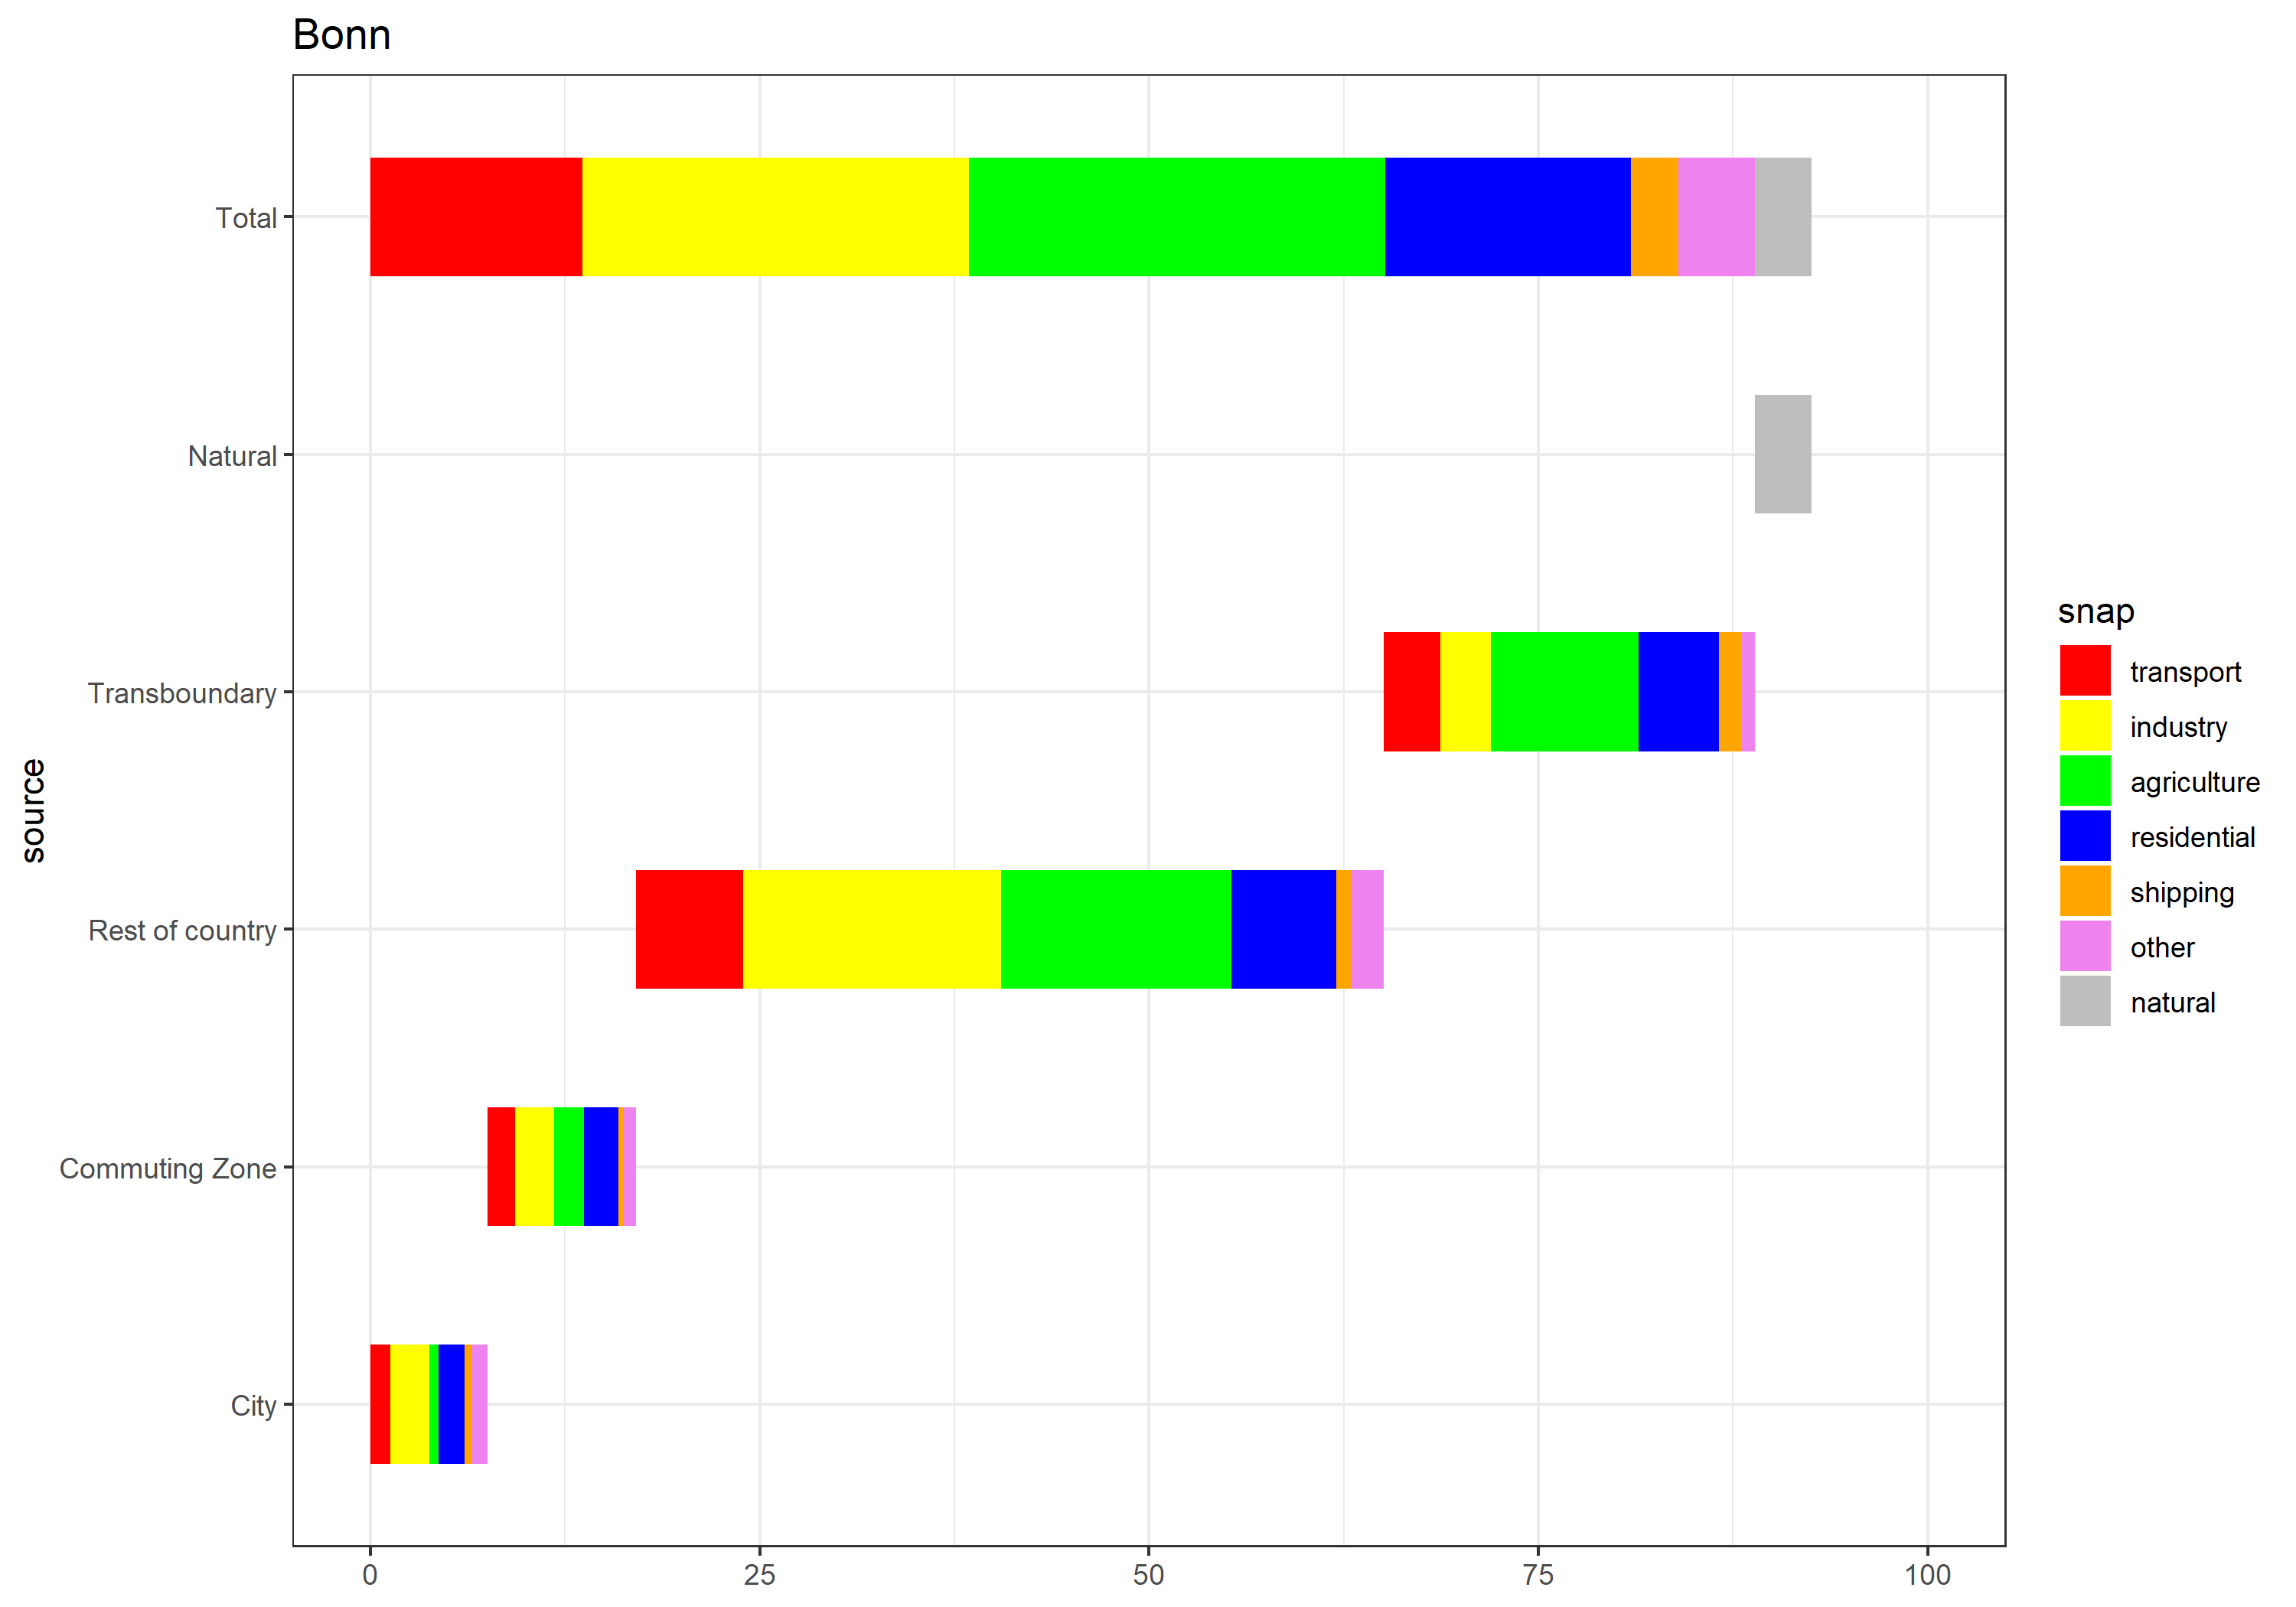 Bonn
source
Total
Natural
Transboundary
Rest of country
Commuting Zone
City
0 25 50 75 100
snap
transport
industry
agriculture
residential
shipping
other
natural